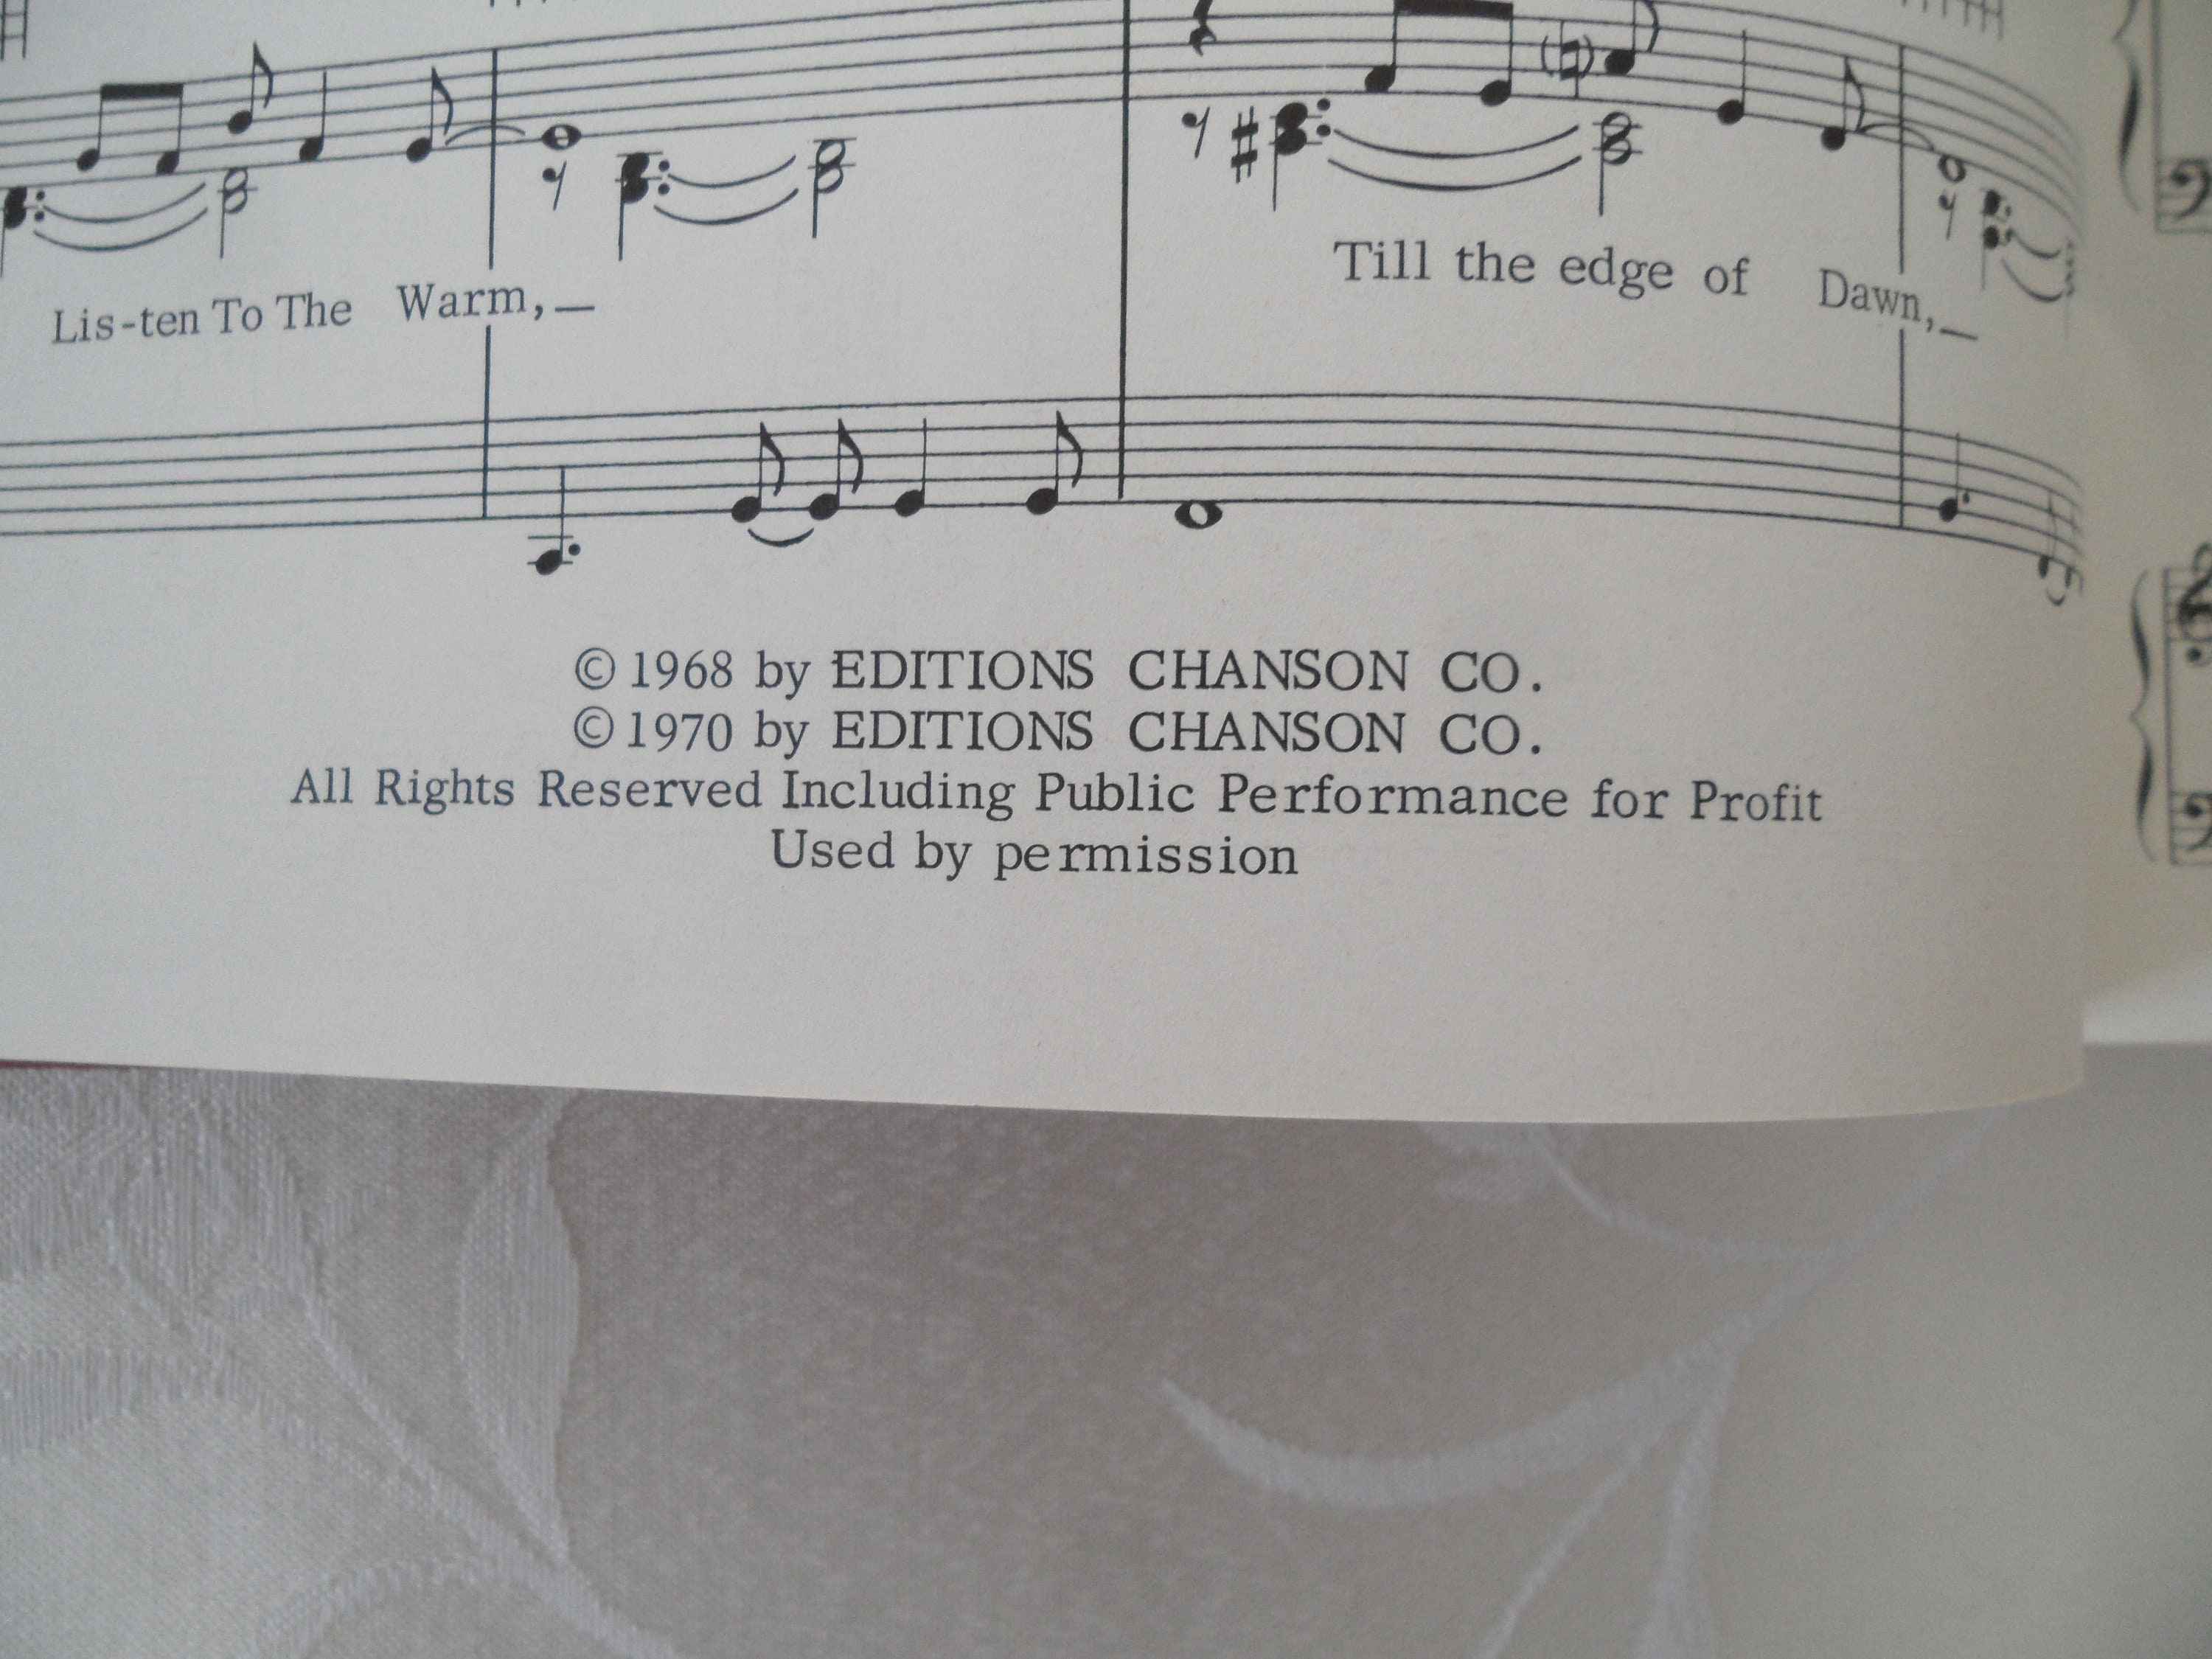 Lis-ten To The Warm,_ Till the edge of Dawn,_
© 1968 by EDITIONS CHANSON CO.
© 1970 by EDITIONS CHANSON CO.
All Rights Reserved Including Public Performance for Profit
Used by permission